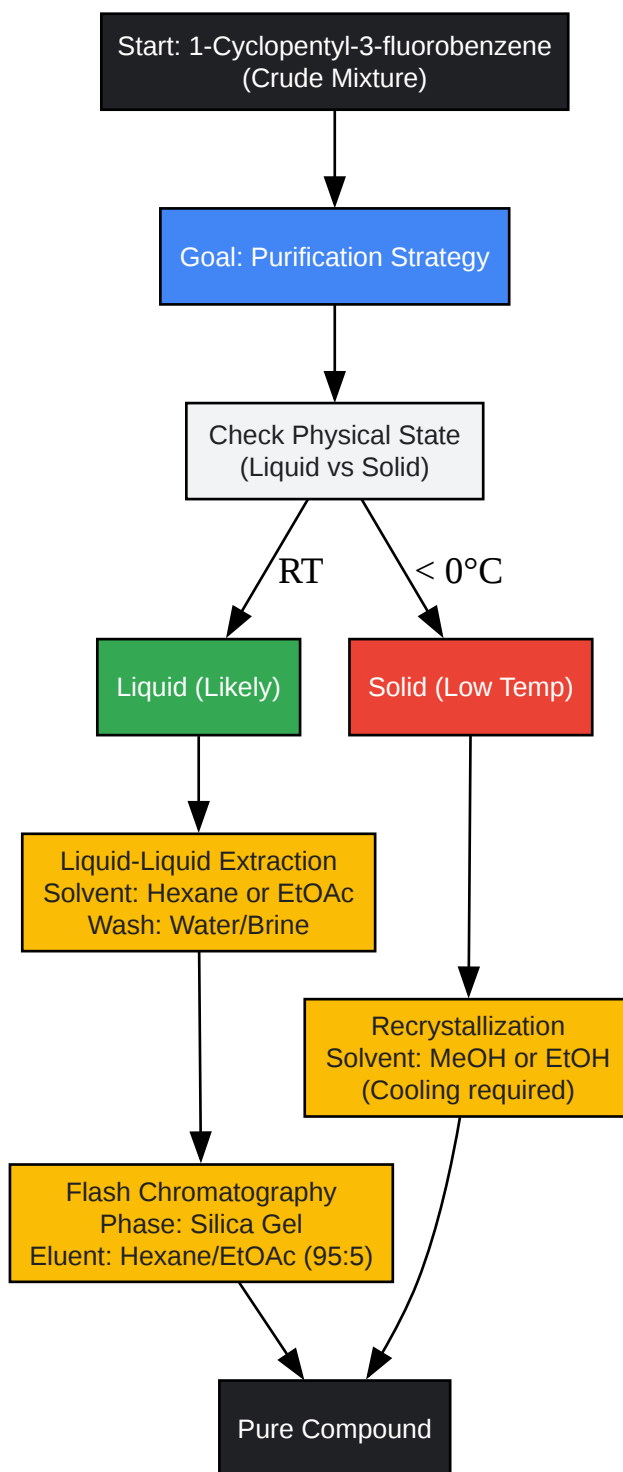 Start: 1-Cyclopentyl-3-fluorobenzene
(Crude Mixture)
Goal: Purification Strategy
Check Physical State
(Liquid vs Solid)
RT
< 0°C
Liquid (Likely)
Solid (Low Temp)
Liquid-Liquid Extraction
Solvent: Hexane or EtOAc
Wash: Water/Brine
Recrystallization
Solvent: MeOH or EtOH
(Cooling required)
Flash Chromatography
Phase: Silica Gel
Eluent: Hexane/EtOAc (95:5)
Pure Compound